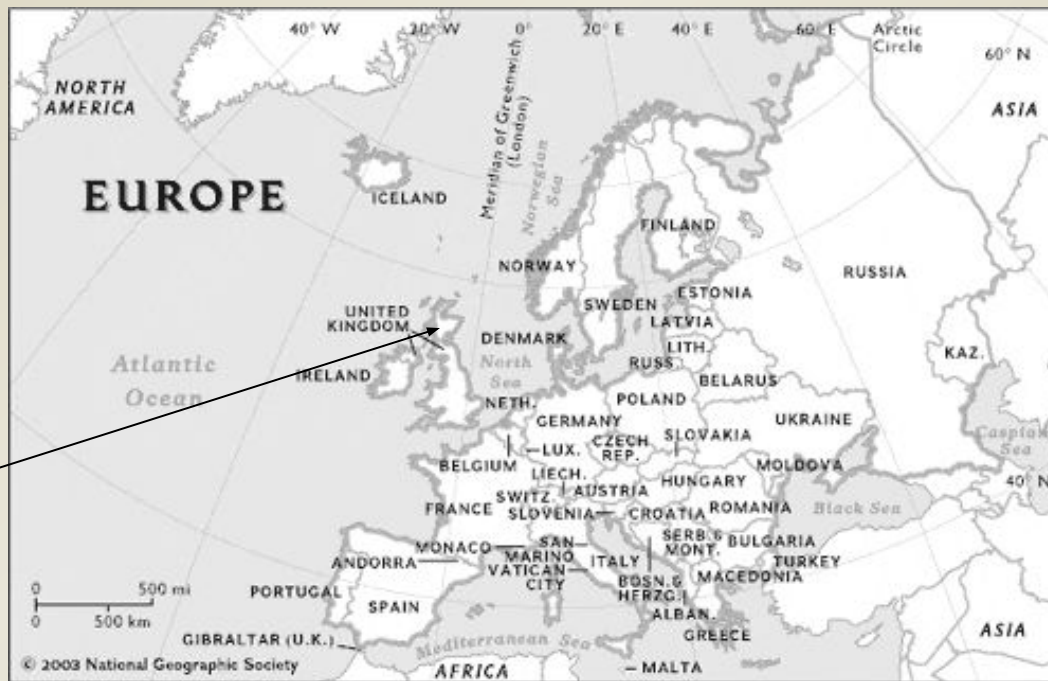 40° W
20° W
0°
20° E
40° E
60° E
Arctic
Circle
60° N
NORTH
AMERICA
ASIA
Meridian of Greenwich
(London)
Norwegian
Sea
EUROPE
ICELAND
FINLAND
NORWAY
RUSSIA
SWEDEN
ESTONIA
UNITED
KINGDOM
LATVIA
DENMARK
LITH.
KAZ.
Atlantic
Ocean
North
Sea
RUSS
IRELAND
BELARUS
NETH.
POLAND
GERMANY
UKRAINE
CZECH
REP.
SLOVAKIA
LUX.
Caspian
Sea
BELGIUM
LIECH.
MOLDOVA
HUNGARY
40° N
SWITZ.
AUSTRIA
FRANCE
SLOVENIA
CROATIA
ROMANIA
Black Sea
SERB. &
MONT.
MONACO
SAN
MARINO
BULGARIA
ANDORRA
ITALY
TURKEY
VATICAN
CITY
BOSN. &
HERZG.
MACEDONIA
0
500 mi
0
500 km
PORTUGAL
SPAIN
ALBAN.
GREECE
GIBRALTAR (U.K.)
Mediterranean Sea
ASIA
© 2003 National Geographic Society
AFRICA
MALTA